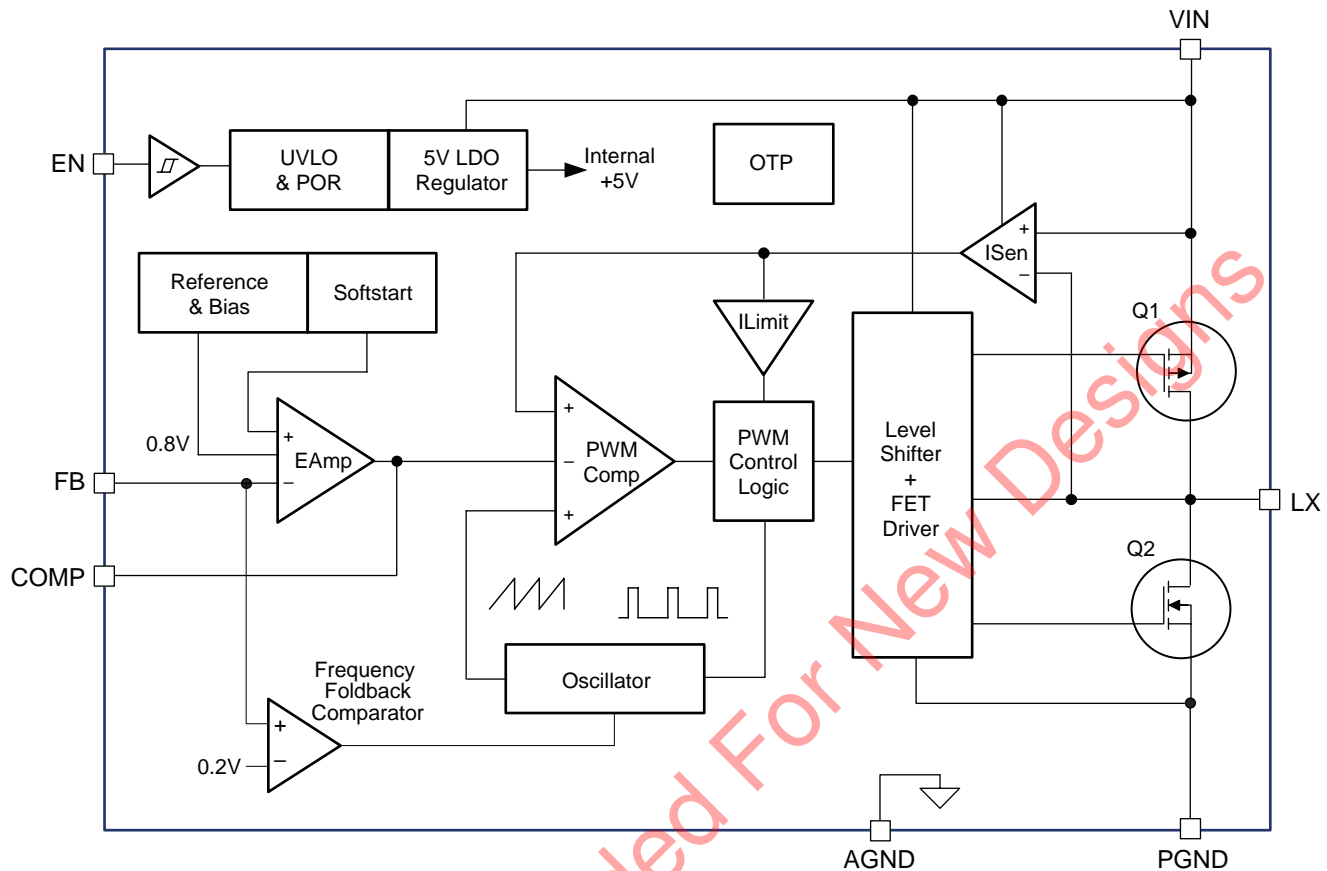 VIN
EN
UVLO
& POR
5V LDO
Regulator
Internal
+5V
OTP
Reference
& Bias
Softstart
ISen
+
−
ILimit
Q1
0.8V
+
EAmp
−
+
−
PWM
Comp
+
PWM
Control
Logic
Level
Shifter
+
FET
Driver
FB
LX
COMP
Q2
Frequency
Foldback
Comparator
Oscillator
+
0.2V
−
AGND
PGND
For New Designs